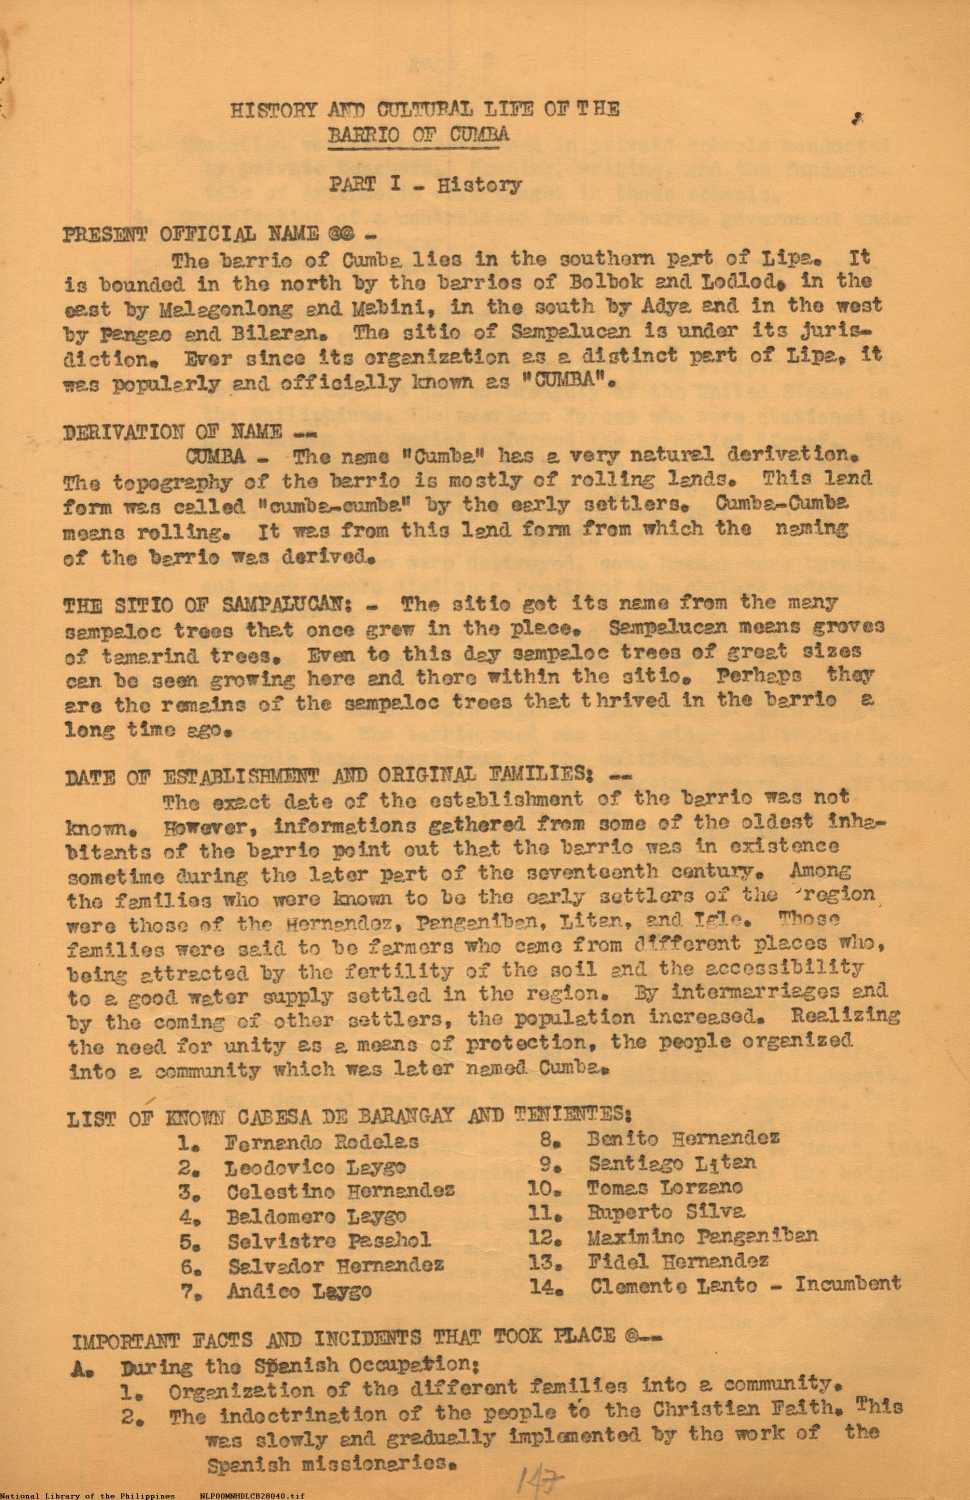 HISTORY AND CULTURAL LIFE OF THE
BARRIO OF CUMBA
PART I - History
PRESENT OFFICIAL NAME @@ -
The barrio of Cumba lies in the southern part of Lipa. It
is bounded in the north by the barrios of Bolbok and Lodlod, in the
east by Malagonlong and Mabini, in the south by Adya and in the west
by Pangao and Bilaran. The sitio of Sampalucan is under its juris-
diction. Ever since its organization as a distinct part of Lipa, it
was popularly and officially known as "CUMBA".
DERIVATION OF NAME --
CUMBA - The name "Cumba" has a very natural derivation.
The topography of the barrio is mostly of rolling lands. This land
form was called "cumba-cumba" by the early settlers. Cumba-Cumba
means rolling. It was from this land form from which the naming
of the barrio was derived.
THE SITIO OF SAMPALUCAN: - The sitio got its name from the many
sampaloc trees that once grew in the place. Sampalucan means groves
of tamarind trees. Even to this day sampaloc trees of great sizes
can be seen growing here and there within the sitio. Perhaps they
are the remains of the sampaloc trees that thrived in the barrio a
long time ago.
DATE OF ESTABLISHMENT AND ORIGINAL FAMILIES: --
The exact date of the establishment of the barrio was not
known. However, informations gathered from some of the oldest inha-
bitants of the barrio point out that the barrio was in existence
sometime during the later part of the seventeenth century. Among
the families who were known to be the early settlers of the region
were those of the Hernandez, Panganiban, Litan, and Igle. Those
families were said to be farmers who came from different places who,
being attracted by the fertility of the soil and the accessibility
to a good water supply settled in the region. By intermarriages and
by the coming of other settlers, the population increased. Realizing
the need for unity as a means of protection, the people organized
into a community which was later named Cumba.
LIST OF KNOWN CABESA DE BARANGAY AND TENIENTES:
1. Fernando Rodelas
2. Leodovico Laygo
3. Celestino Hernandez
4. Baldomero Laygo
5. Selvistre Pasahol
6. Salvador Hernandez
7. Andico Laygo
8. Benito Hernandez
9. Santiago Litan
10. Tomas Lorzano
11. Ruperto Silva
12. Maximino Panganiban
13. Fidel Hernandez
14. Clemente Lanto - Incumbent
IMPORTANT FACTS AND INCIDENTS THAT TOOK PLACE @--
A. During the Spanish Occupation:
1. Organization of the different families into a community.
2. The indoctrination of the people to the Christian Faith. This
was slowly and gradually implemented by the work of the
Spanish missionaries.
147
National Library of the Philippines NLP00MNHDLCB28040.tif